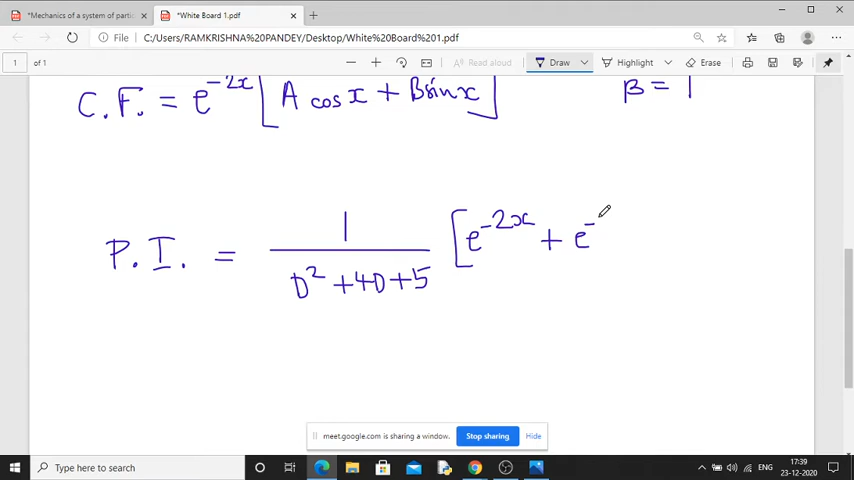 *Mechanics of a system of parti
*White Board 1.pdf
File C:/Users/RAMKRISHNA%20PANDEY/Desktop/White%20Board%201.pdf
1 of 1 Read aloud Draw Highlight Erase
C.F. = e^-2x [A cos x + B sin x]
β = 1
P.I. = 1 / D² + 4D + 5 [e^-2x + e^-
meet.google.com is sharing a window. Stop sharing Hide
Type here to search
ENG
17:39
23-12-2020